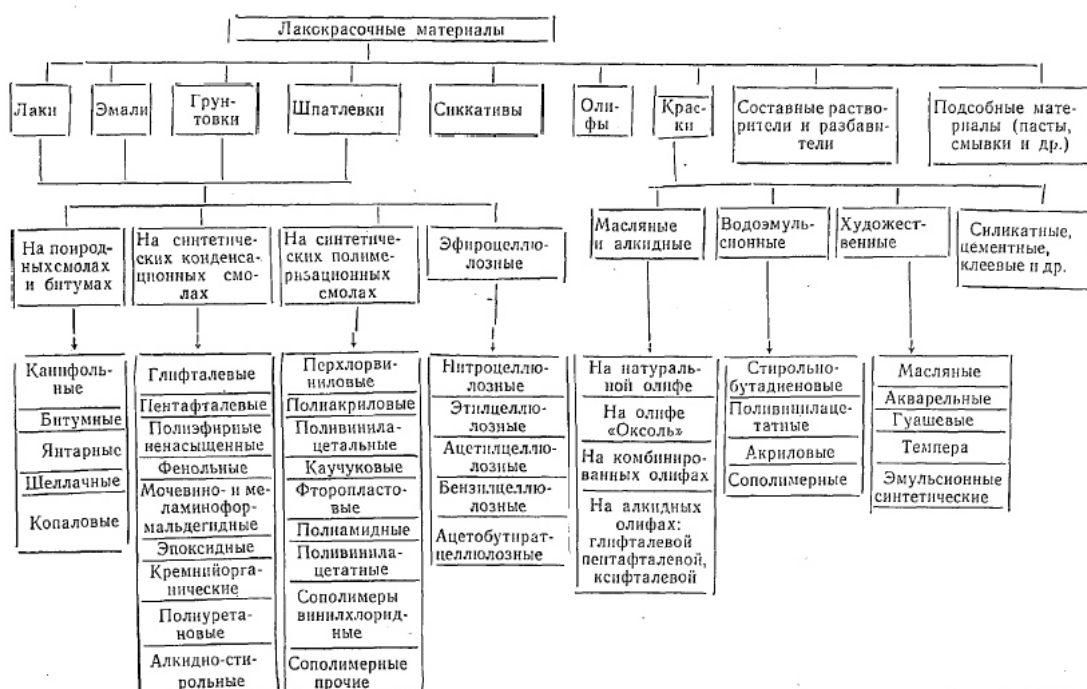 Лакокрасочные материалы
Лаки
Эмали
Грун-
товки
Шпатлевки
Сиккативы
Оли-
фы
Крас-
ки
Составные раство-
рители и разбави-
тели
Подсобные мате-
риалы (пасты,
смывки и др.)
На поирод-
ныхсмолах
и битумах
На синтетиче-
ских конденса-
ционных смо-
лах
На синтетиче-
ских полиме-
ризационных
смолах
Эфироцеллю-
лозные
Масляные
и алкидные
Водоэмуль-
сионные
Художест-
венные
Силикатные,
цементные,
клеевые и др.
Канифоль-
ные
Битумные
Янтарные
Шеллачные
Копаловые
Глифталевые
Пентафталевые
Полиэфирные
ненасыщенные
Фенольные
Мочевино- и ме-
ламинофор-
мальдегидные
Эпоксидные
Кремнийорга-
нические
Полиурета-
новые
Алкидно-сти-
рольные
Перхлорви-
ниловые
Полиакриловые
Поливинила-
цетальные
Каучуковые
Фторопласто-
вые
Полиамидные
Поливинила-
цетатные
Сополимеры
винилхлорид-
ные
Сополимерные
прочие
Нитроцеллю-
лозные
Этилцеллю-
лозные
Ацетилцеллю-
лозные
Бензилцеллю-
лозные
Ацетобутират-
целлюлозные
На натураль-
ной олифе
На олифе
«Оксоль»
На комбиниро-
ванных олифах
На алкидных
олифах:
глифталевой
пентафталевой,
ксифталевой
Стирольно-
бутадиеновые
Поливинилаце-
татные
Акриловые
Сополимерные
Масляные
Акварельные
Гуашевые
Темпера
Эмульсионные
синтетические